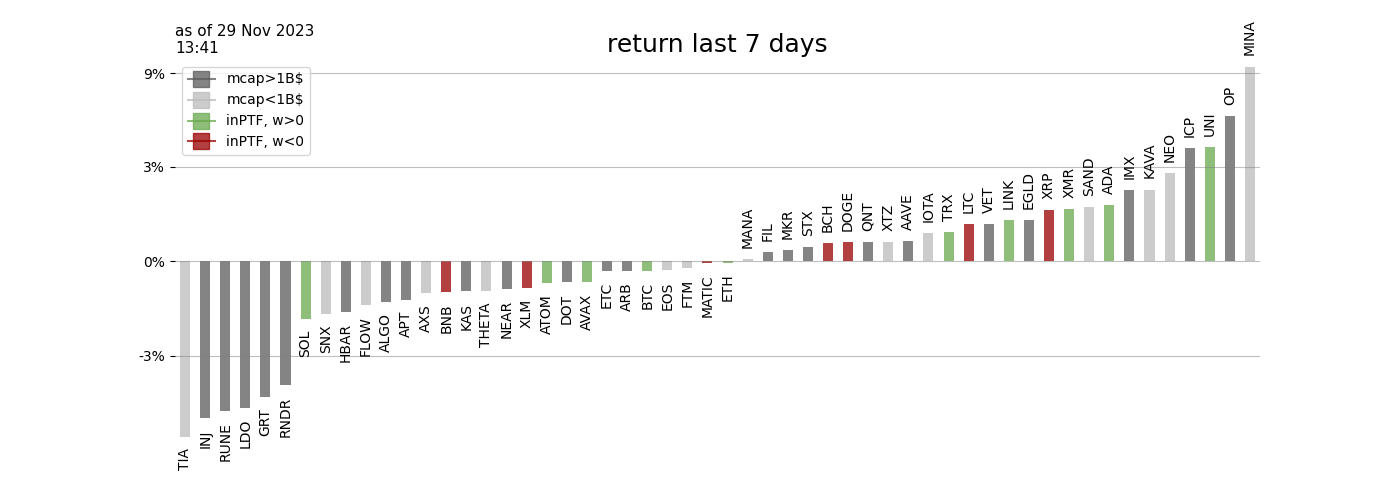 as of 29 Nov 2023
13:41
return last 7 days
mcap>1B$
mcap<1B$
inPTF, w>0
inPTF, w<0
9%
3%
0%
-3%
TIA
INJ
RUNE
LDO
GRT
RNDR
SOL
SNX
HBAR
FLOW
ALGO
APT
AXS
BNB
KAS
THETA
NEAR
XLM
ATOM
DOT
AVAX
ETC
ARB
BTC
EOS
FTM
MATIC
ETH
MANA
FIL
MKR
STX
BCH
DOGE
QNT
XTZ
AAVE
IOTA
TRX
LTC
VET
LINK
EGLD
XRP
XMR
SAND
ADA
IMX
KAVA
NEO
ICP
UNI
OP
MINA